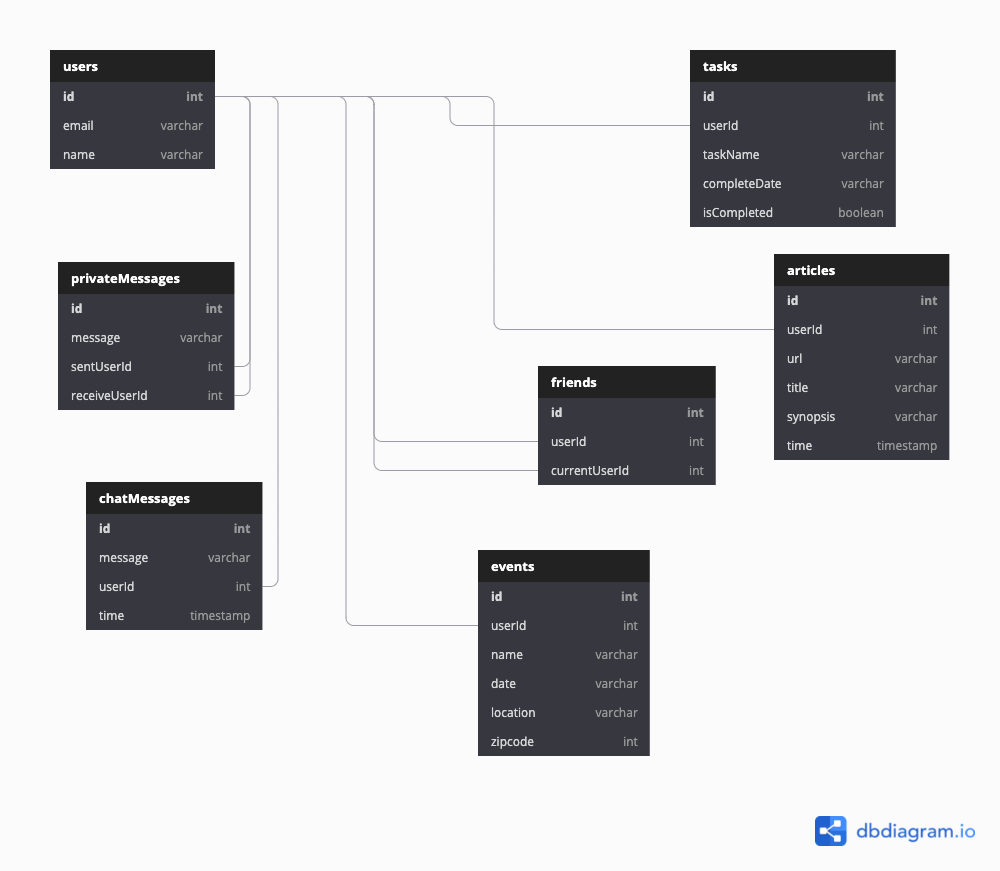 users
id int
email varchar
name varchar
tasks
id int
userId int
taskName varchar
completeDate varchar
isCompleted boolean
privateMessages
id int
message varchar
sentUserId int
receiveUserId int
articles
id int
userId int
url varchar
title varchar
synopsis varchar
time timestamp
friends
id int
userId int
currentUserId int
chatMessages
id int
message varchar
userId int
time timestamp
events
id int
userId int
name varchar
date varchar
location varchar
zipcode int
dbdiagram.io